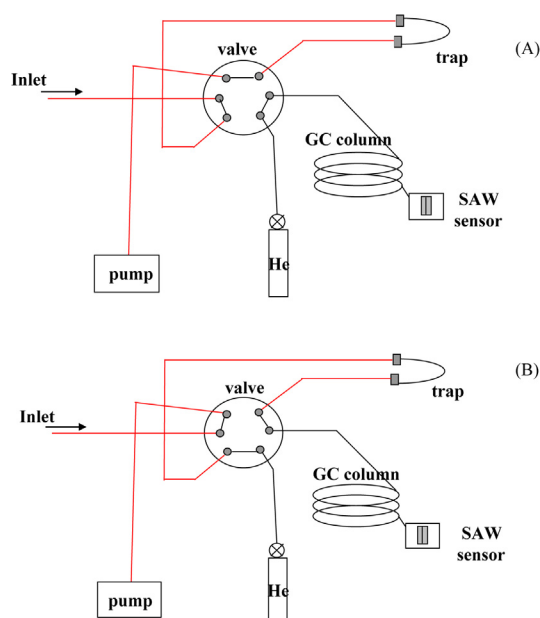 (A)
valve
trap
Inlet
GC column
SAW
sensor
He
pump
(B)
valve
trap
Inlet
GC column
SAW
sensor
He
pump